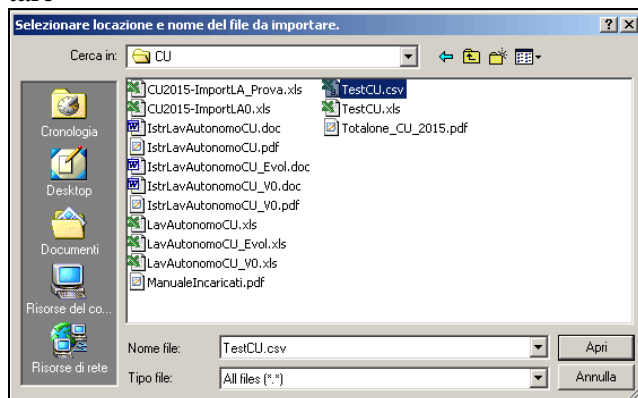 tare
Selezionare locazione e nome del file da importare.
Cerca in:
CU
Cronologia
Desktop
Documenti
Risorse del co...
Risorse di rete
CU2015-ImportLA_Prova.xls
CU2015-ImportLA0.xls
IstrLavAutonomoCU.doc
IstrLavAutonomoCU.pdf
IstrLavAutonomoCU_Evol.doc
IstrLavAutonomoCU_V0.doc
IstrLavAutonomoCU_V0.pdf
LavAutonomoCU.xls
LavAutonomoCU_Evol.xls
LavAutonomoCU_V0.xls
ManualeIncaricati.pdf
TestCU.csv
TestCU.xls
Totalone_CU_2015.pdf
Nome file:
TestCU.csv
Apri
Tipo file:
All files (*.*)
Annulla